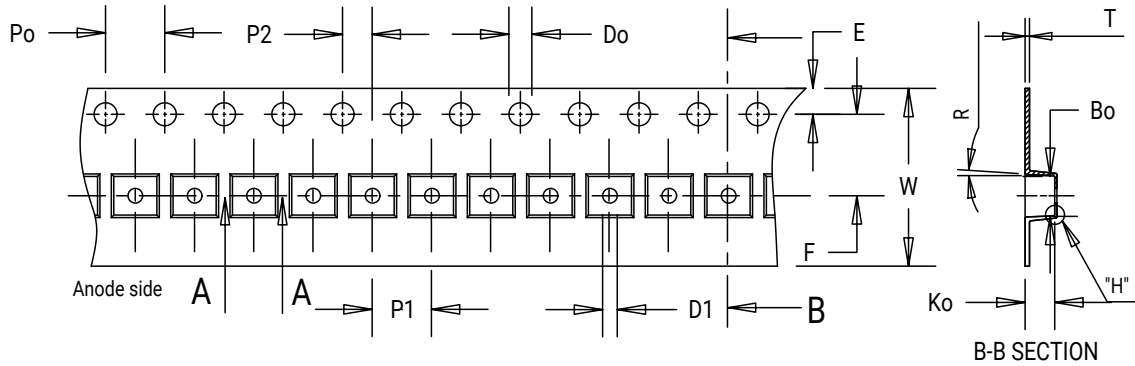 Po
P2
Do
E
T
R
Bo
W
F
Anode side
A
A
P1
D1
B
Ko
"H"
B-B SECTION